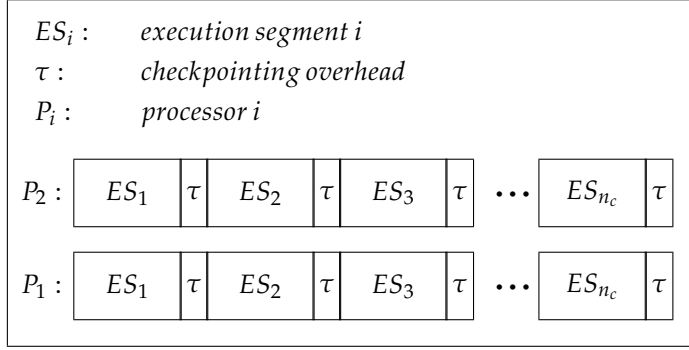 ES_i : execution segment i
τ : checkpointing overhead
P_i : processor i
P_2 : ES_1 τ ES_2 τ ES_3 τ ••• ES_{n_c} τ
P_1 : ES_1 τ ES_2 τ ES_3 τ ••• ES_{n_c} τ